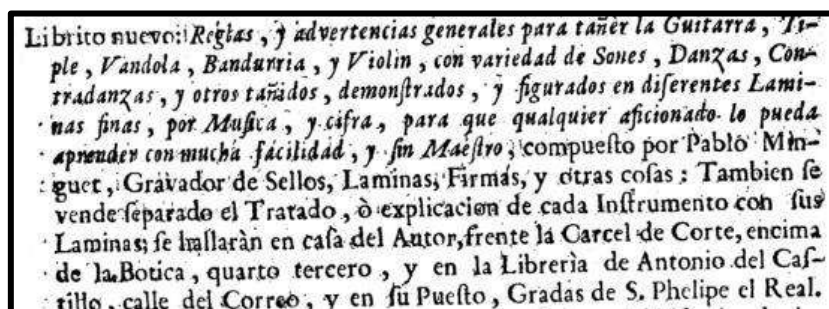 Librito nuevo: Reglas, y advertencias generales para tañer la Guitarra, Ti-
ple, Vandola, Bandurria, y Violin, con variedad de Sones, Danzas, Con-
tradanzas, y otros tañidos, demonſtrados, y figurados en diferentes Lami-
nas finas, por Muſica, y cifra, para que qualquier aficionado lo pueda
aprender con mucha facilidad, y ſin Maeſtro, compueſto por Pablo Min-
guet, Gravador de Sellos, Laminas, Firmas, y otras coſas: Tambien ſe
vende ſeparado el Tratado, ò explicacion de cada Inſtrumento con ſus
Laminas; ſe hallaràn en caſa del Autor, frente la Carcel de Corte, encima
de la Botica, quarto tercero, y en la Librerìa de Antonio del Caſ-
tillo, calle del Correo, y en ſu Pueſto, Gradas de S. Phelipe el Real.